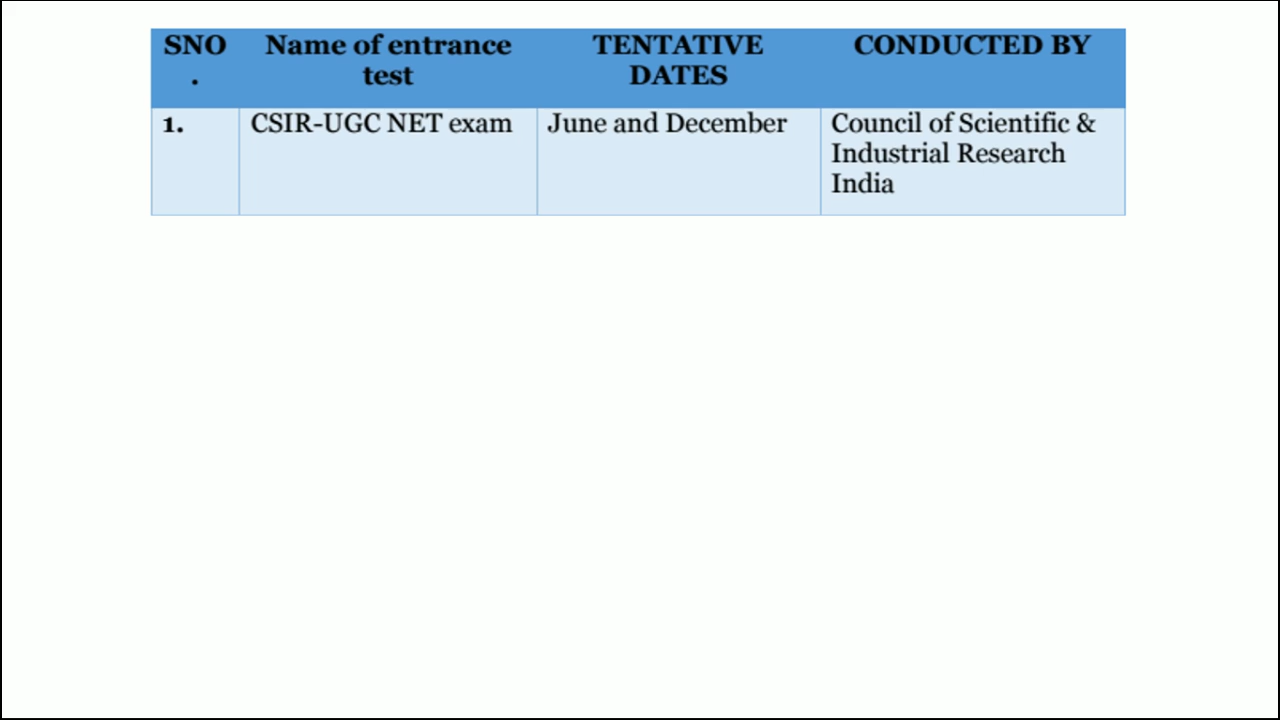 SNO
.
Name of entrance
test
TENTATIVE
DATES
CONDUCTED BY
1.
CSIR-UGC NET exam
June and December
Council of Scientific &
Industrial Research
India